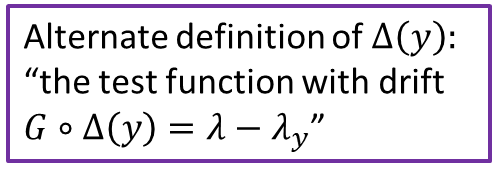 Alternate definition of Δ(𝑦):
“the test function with drift
𝐺 ∘ Δ(𝑦) = 𝜆 − 𝜆_𝑦”